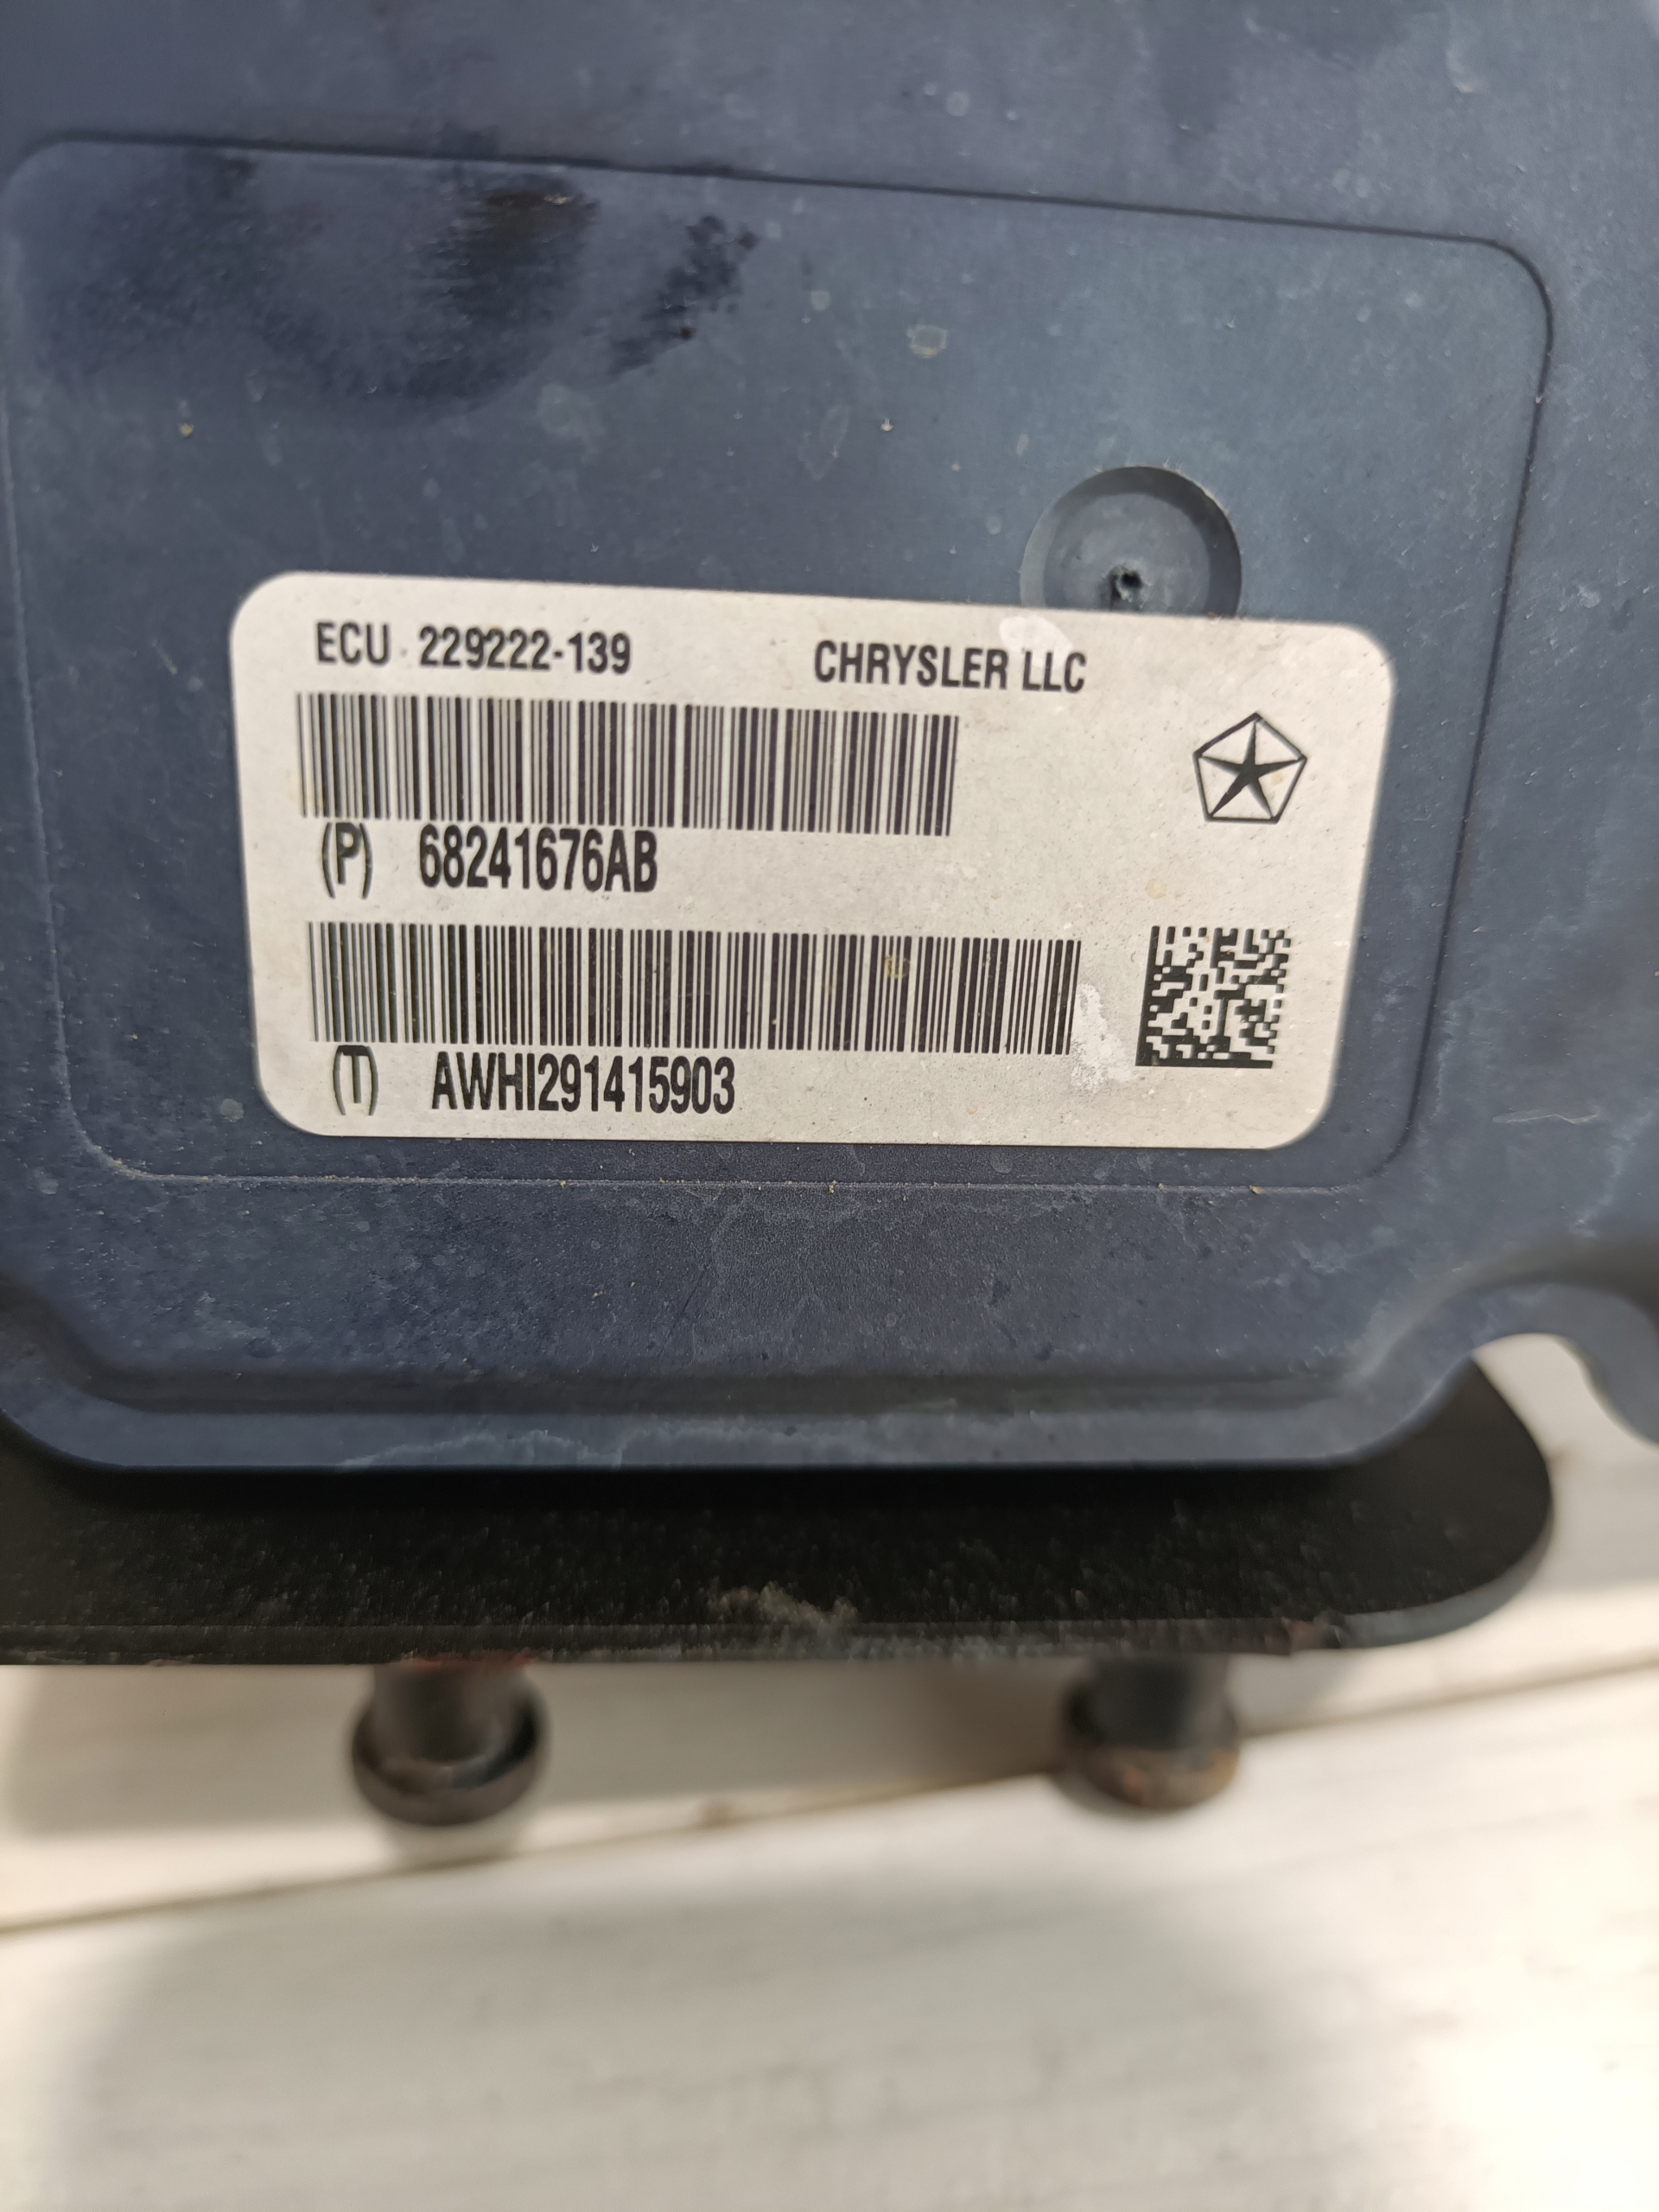 ECU 229222-139 CHRYSLER LLC
(P) 68241676AB
(T) AWHI291415903